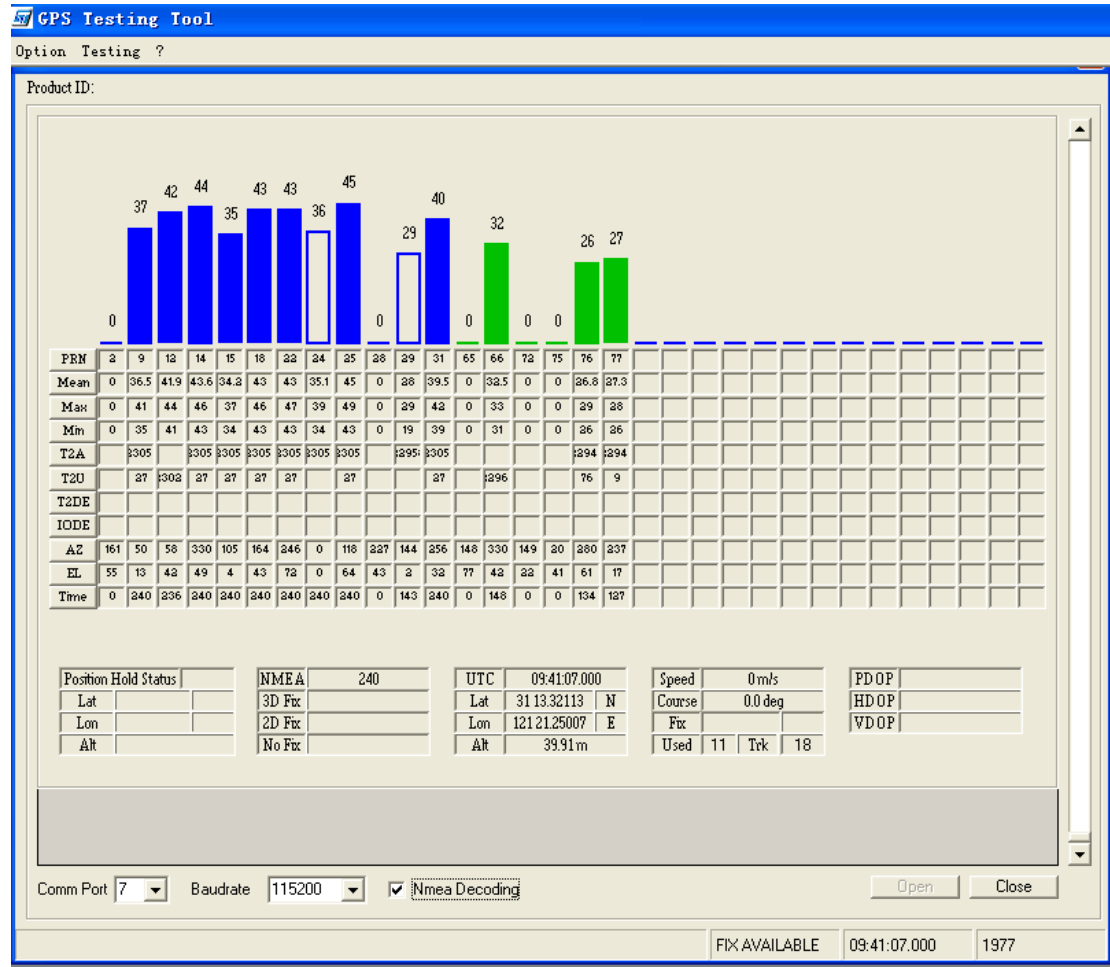 GPS Testing Tool
Option Testing ?
Product ID:
0 37 42 44 35 43 43 36 45 0 29 40 0 32 0 0 26 27
PRN 2 9 12 14 15 18 22 24 25 28 29 31 65 66 72 75 76 77
Mean 0 36.5 41.9 43.6 34.2 43 43 35.1 45 0 28 39.5 0 32.5 0 0 26.8 27.3
Max 0 41 44 46 37 46 47 39 49 0 29 42 0 33 0 0 29 28
Min 0 35 41 43 34 43 43 34 43 0 19 39 0 31 0 0 26 26
T2A
T2U 27 27 27 27 27 27 27 76 9
T2DE
IODE
AZ 161 50 58 330 105 164 246 0 118 227 144 256 148 330 149 20 280 237
EL 55 13 42 49 4 43 72 0 64 43 2 32 77 42 22 41 61 17
Time 0 240 236 240 240 240 240 240 240 0 143 240 0 148 0 0 134 127
Position Hold Status NMEA 240 UTC 09:41:07.000 Speed 0 m/s PDOP
Lat 3D Fix Lat 31 13.32113 N Course 0.0 deg HDOP
Lon 2D Fix Lon 121 21.25007 E Fix VDOP
Alt No Fix Alt 39.91 m Used 11 Trk 18
Comm Port 7 Baudrate 115200 Nmea Decoding Open Close
FIX AVAILABLE 09:41:07.000 1977